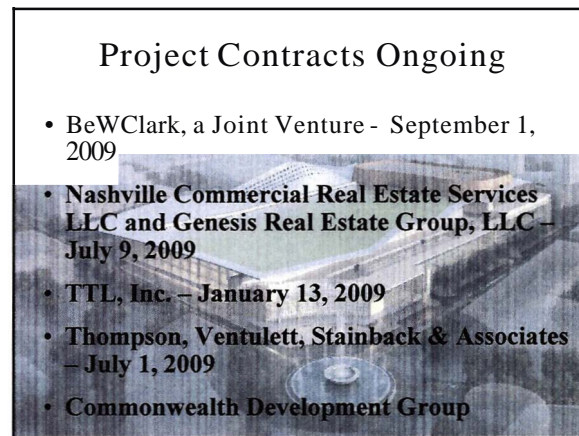 Project Contracts Ongoing
• BeWClark, a Joint Venture - September 1,
2009
• Nashville Commercial Real Estate Services
LLC and Genesis Real Estate Group, LLC –
July 9, 2009
• TTL, Inc. – January 13, 2009
• Thompson, Ventulett, Stainback & Associates
– July 1, 2009
• Commonwealth Development Group